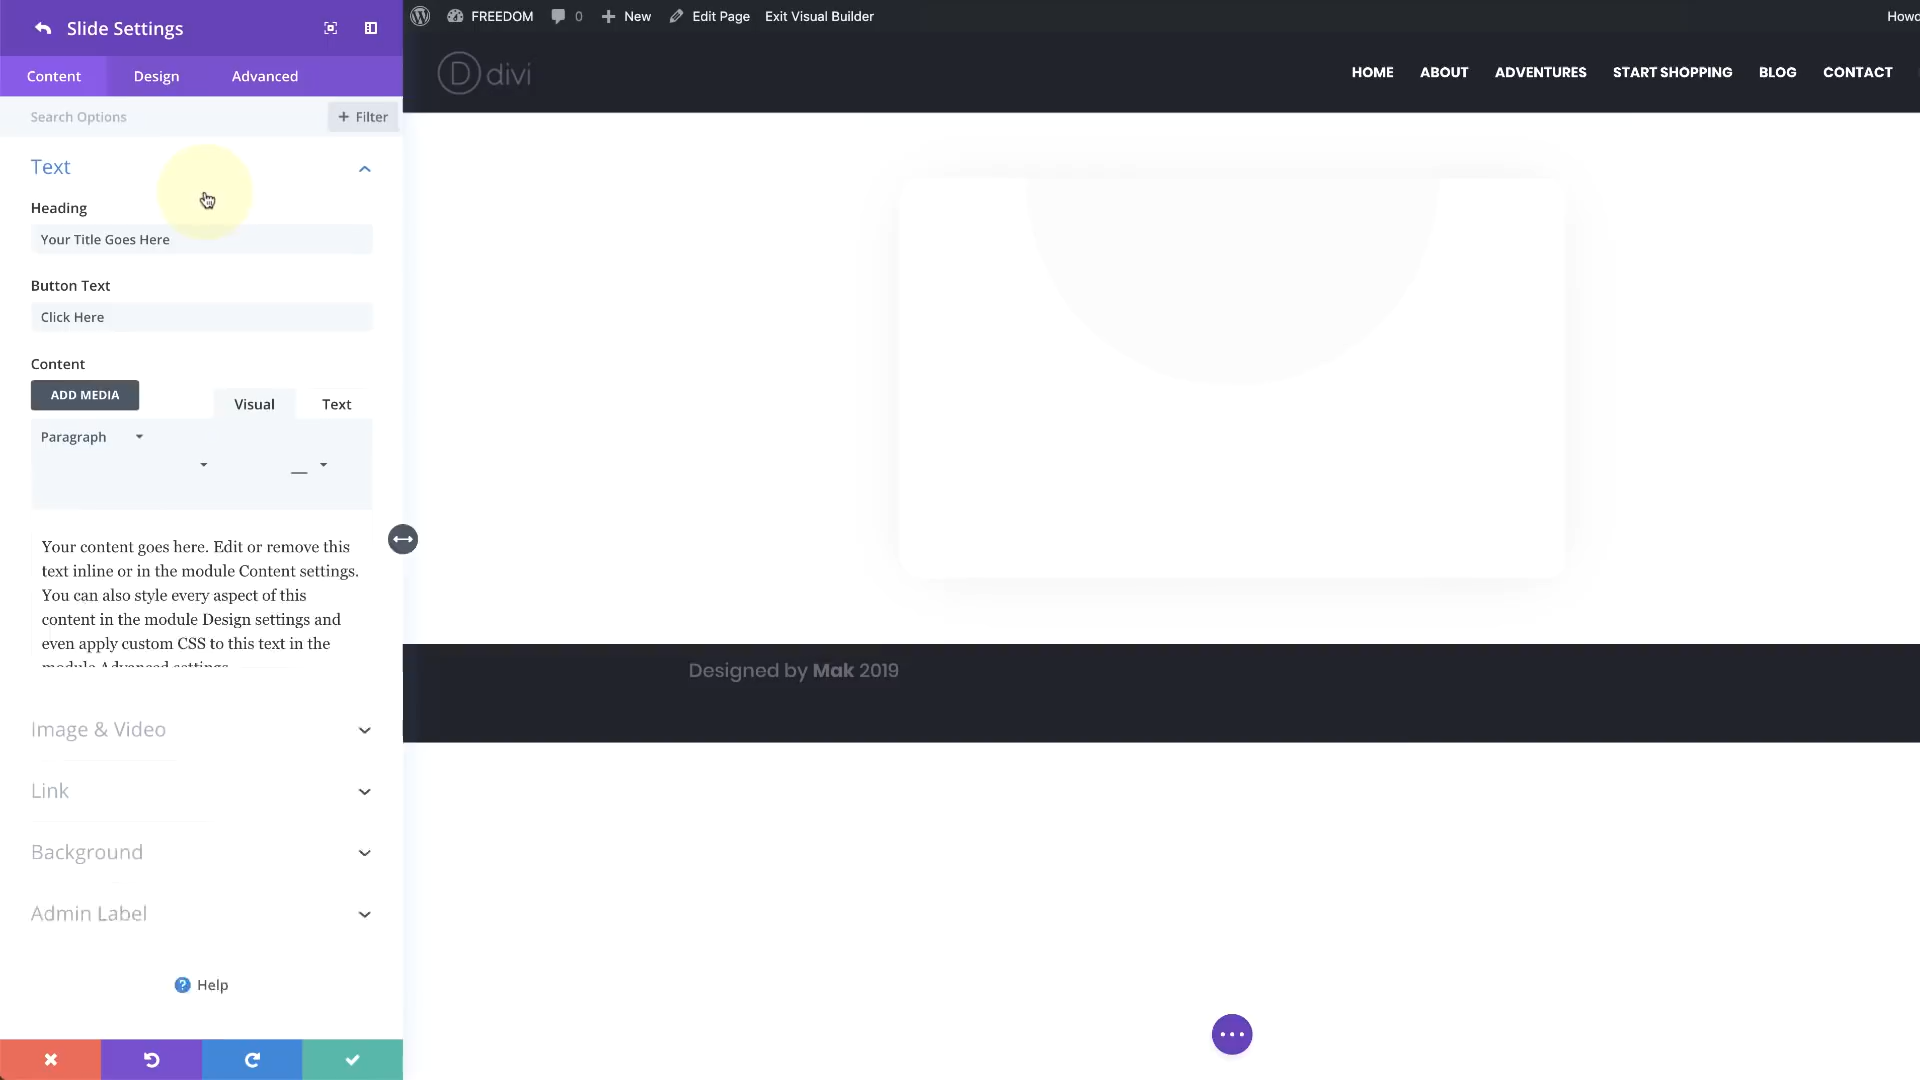 Slide Settings
FREEDOM
0
New
Edit Page
Exit Visual Builder
Content
Design
Advanced
D divi
HOME
ABOUT
ADVENTURES
START SHOPPING
BLOG
CONTACT
Search Options
+ Filter
Text
Heading
Your Title Goes Here
Button Text
Click Here
Content
ADD MEDIA
Visual
Text
Paragraph
Your content goes here. Edit or remove this
text inline or in the module Content settings.
You can also style every aspect of this
content in the module Design settings and
even apply custom CSS to this text in the
module Advanced settings.
Designed by Mak 2019
Image & Video
Link
Background
Admin Label
? Help